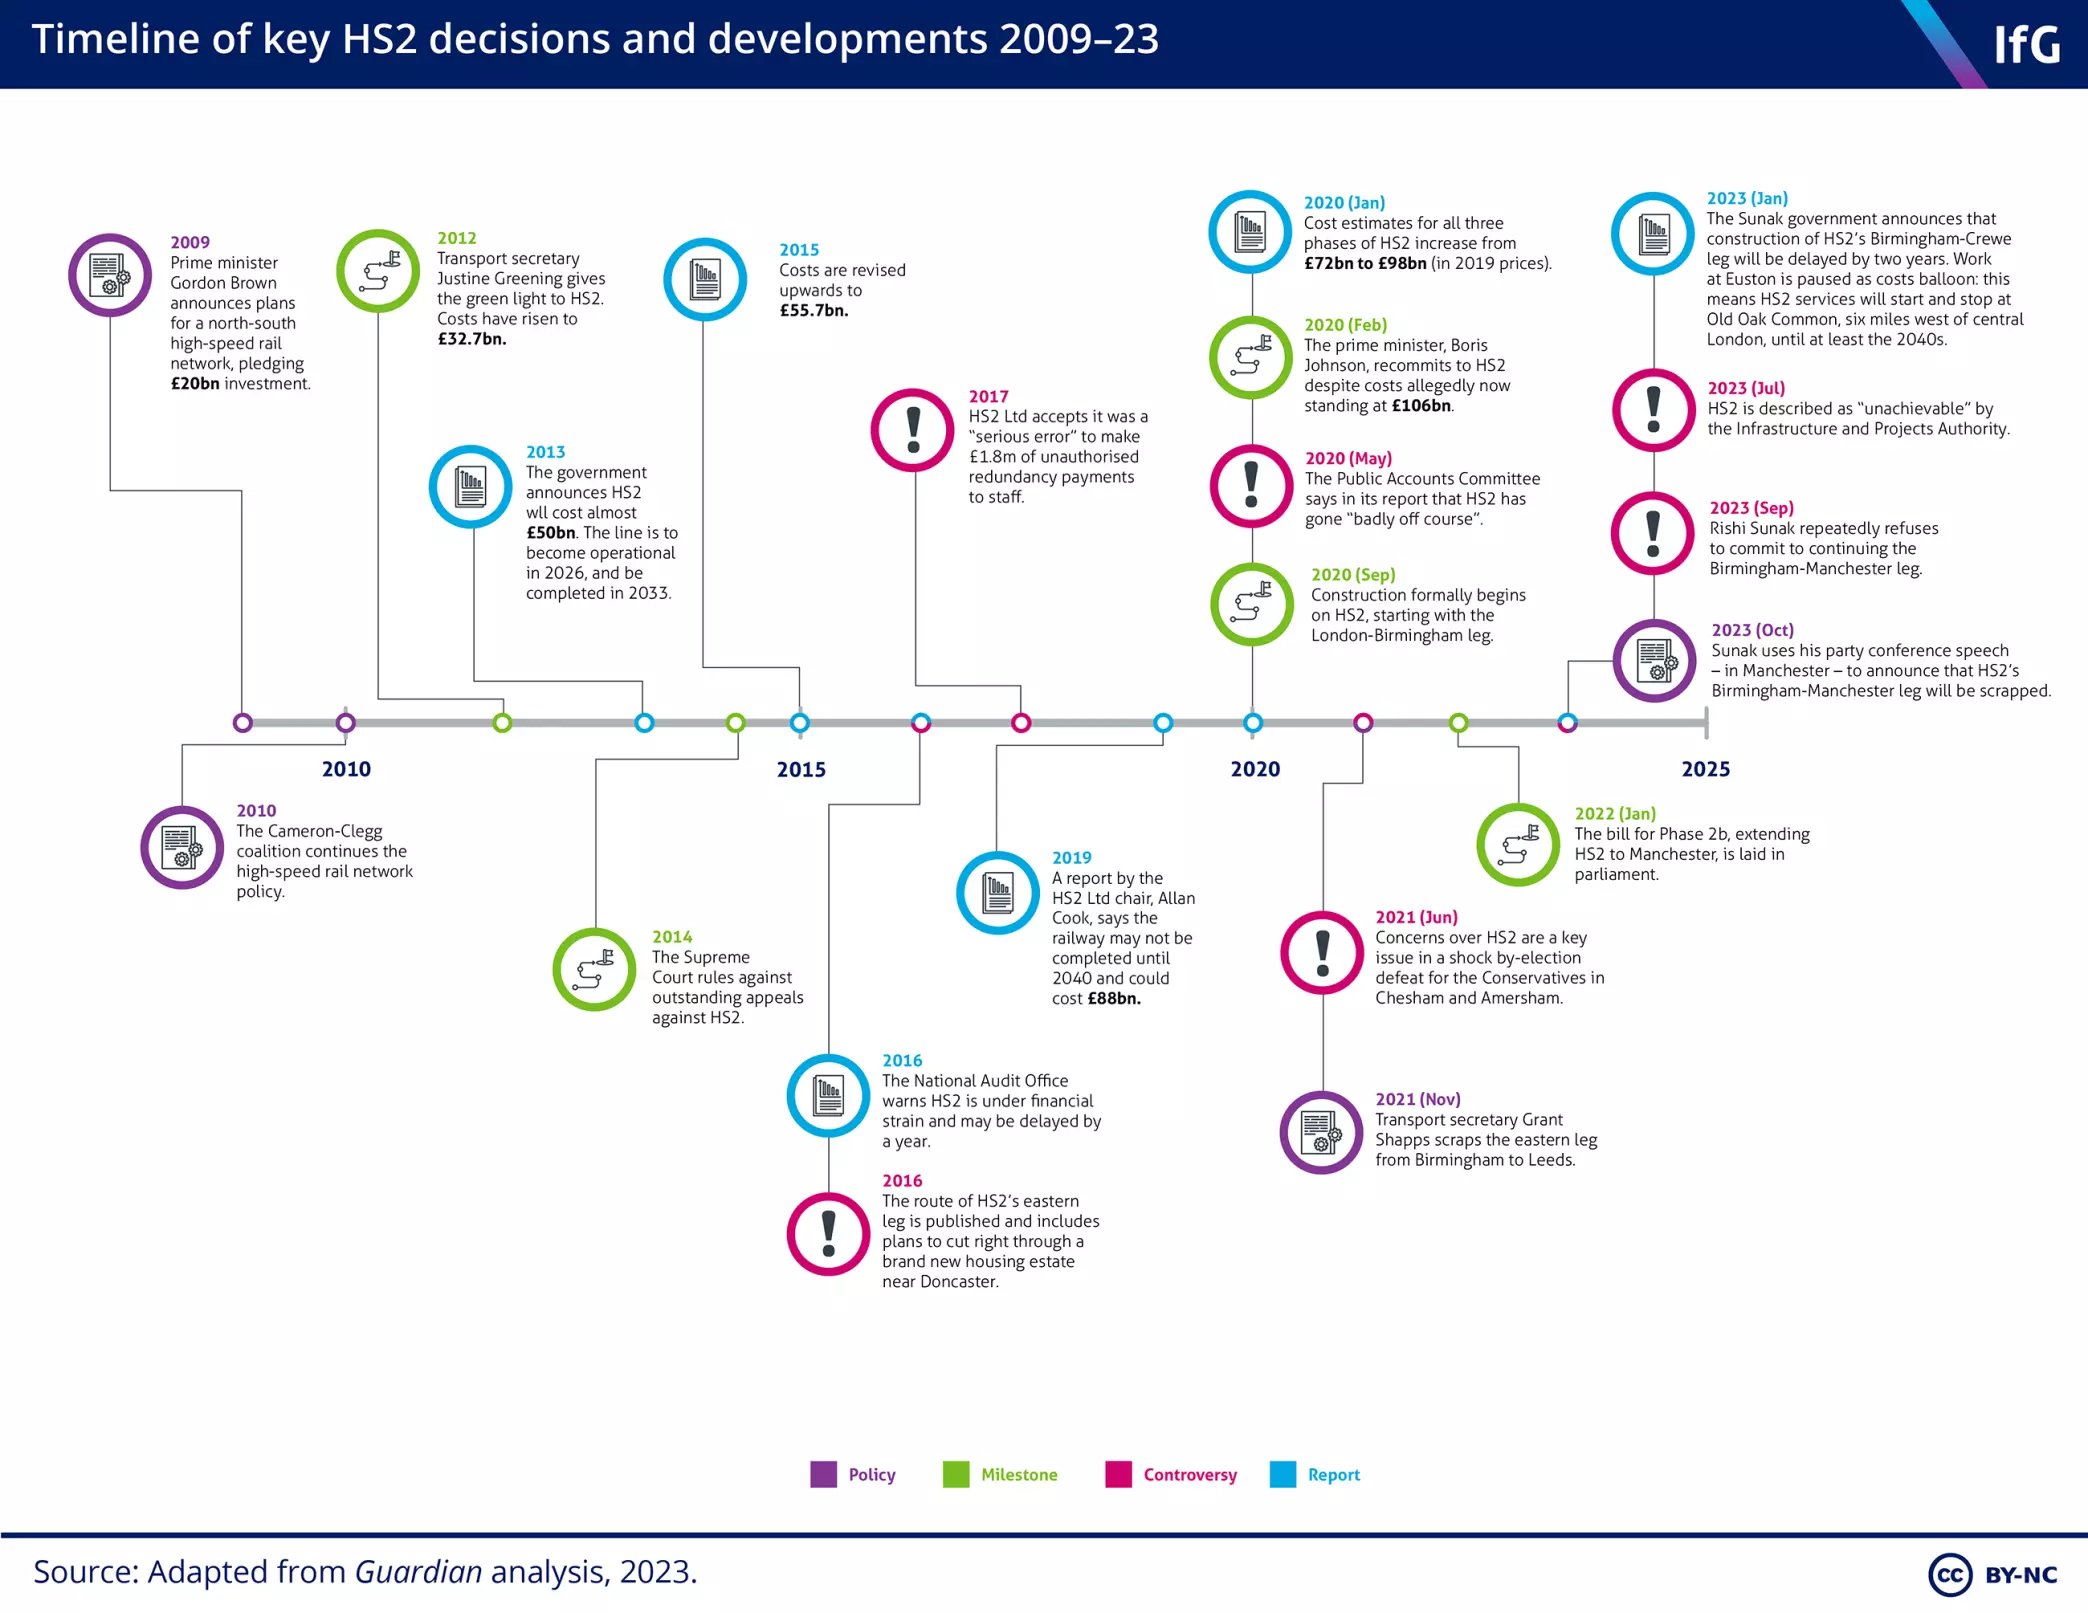 Timeline of key HS2 decisions and developments 2009–23
IfG
2009
Prime minister
Gordon Brown
announces plans
for a north-south
high-speed rail
network, pledging
£20bn investment.
2012
Transport secretary
Justine Greening gives
the green light to HS2.
Costs have risen to
£32.7bn.
2013
The government
announces HS2
wll cost almost
£50bn. The line is to
become operational
in 2026, and be
completed in 2033.
2015
Costs are revised
upwards to
£55.7bn.
2017
HS2 Ltd accepts it was a
“serious error” to make
£1.8m of unauthorised
redundancy payments
to staff.
2020 (Jan)
Cost estimates for all three
phases of HS2 increase from
£72bn to £98bn (in 2019 prices).
2020 (Feb)
The prime minister, Boris
Johnson, recommits to HS2
despite costs allegedly now
standing at £106bn.
2020 (May)
The Public Accounts Committee
says in its report that HS2 has
gone “badly off course”.
2020 (Sep)
Construction formally begins
on HS2, starting with the
London-Birmingham leg.
2023 (Jan)
The Sunak government announces that
construction of HS2’s Birmingham-Crewe
leg will be delayed by two years. Work
at Euston is paused as costs balloon: this
means HS2 services will start and stop at
Old Oak Common, six miles west of central
London, until at least the 2040s.
2023 (Jul)
HS2 is described as “unachievable” by
the Infrastructure and Projects Authority.
2023 (Sep)
Rishi Sunak repeatedly refuses
to commit to continuing the
Birmingham-Manchester leg.
2023 (Oct)
Sunak uses his party conference speech
– in Manchester – to announce that HS2’s
Birmingham-Manchester leg will be scrapped.
2010
2015
2020
2025
2010
The Cameron-Clegg
coalition continues the
high-speed rail network
policy.
2014
The Supreme
Court rules against
outstanding appeals
against HS2.
2016
The National Audit Office
warns HS2 is under financial
strain and may be delayed by
a year.
2016
The route of HS2’s eastern
leg is published and includes
plans to cut right through a
brand new housing estate
near Doncaster.
2019
A report by the
HS2 Ltd chair, Allan
Cook, says the
railway may not be
completed until
2040 and could
cost £88bn.
2021 (Jun)
Concerns over HS2 are a key
issue in a shock by-election
defeat for the Conservatives in
Chesham and Amersham.
2021 (Nov)
Transport secretary Grant
Shapps scraps the eastern leg
from Birmingham to Leeds.
2022 (Jan)
The bill for Phase 2b, extending
HS2 to Manchester, is laid in
parliament.
Policy
Milestone
Controversy
Report
Source: Adapted from Guardian analysis, 2023.
cc BY-NC